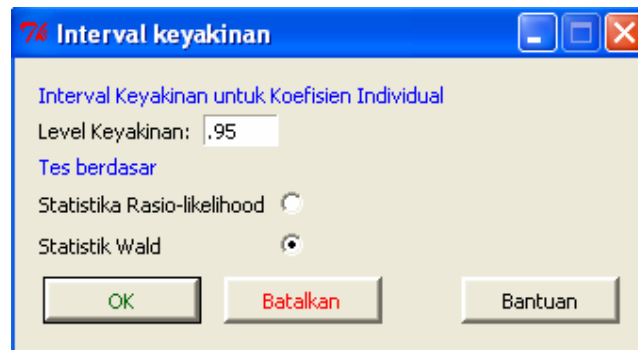 Interval keyakinan
Interval Keyakinan untuk Koefisien Individual
Level Keyakinan: .95
Tes berdasar
Statistika Rasio-likelihood
Statistik Wald
OK Batalkan Bantuan